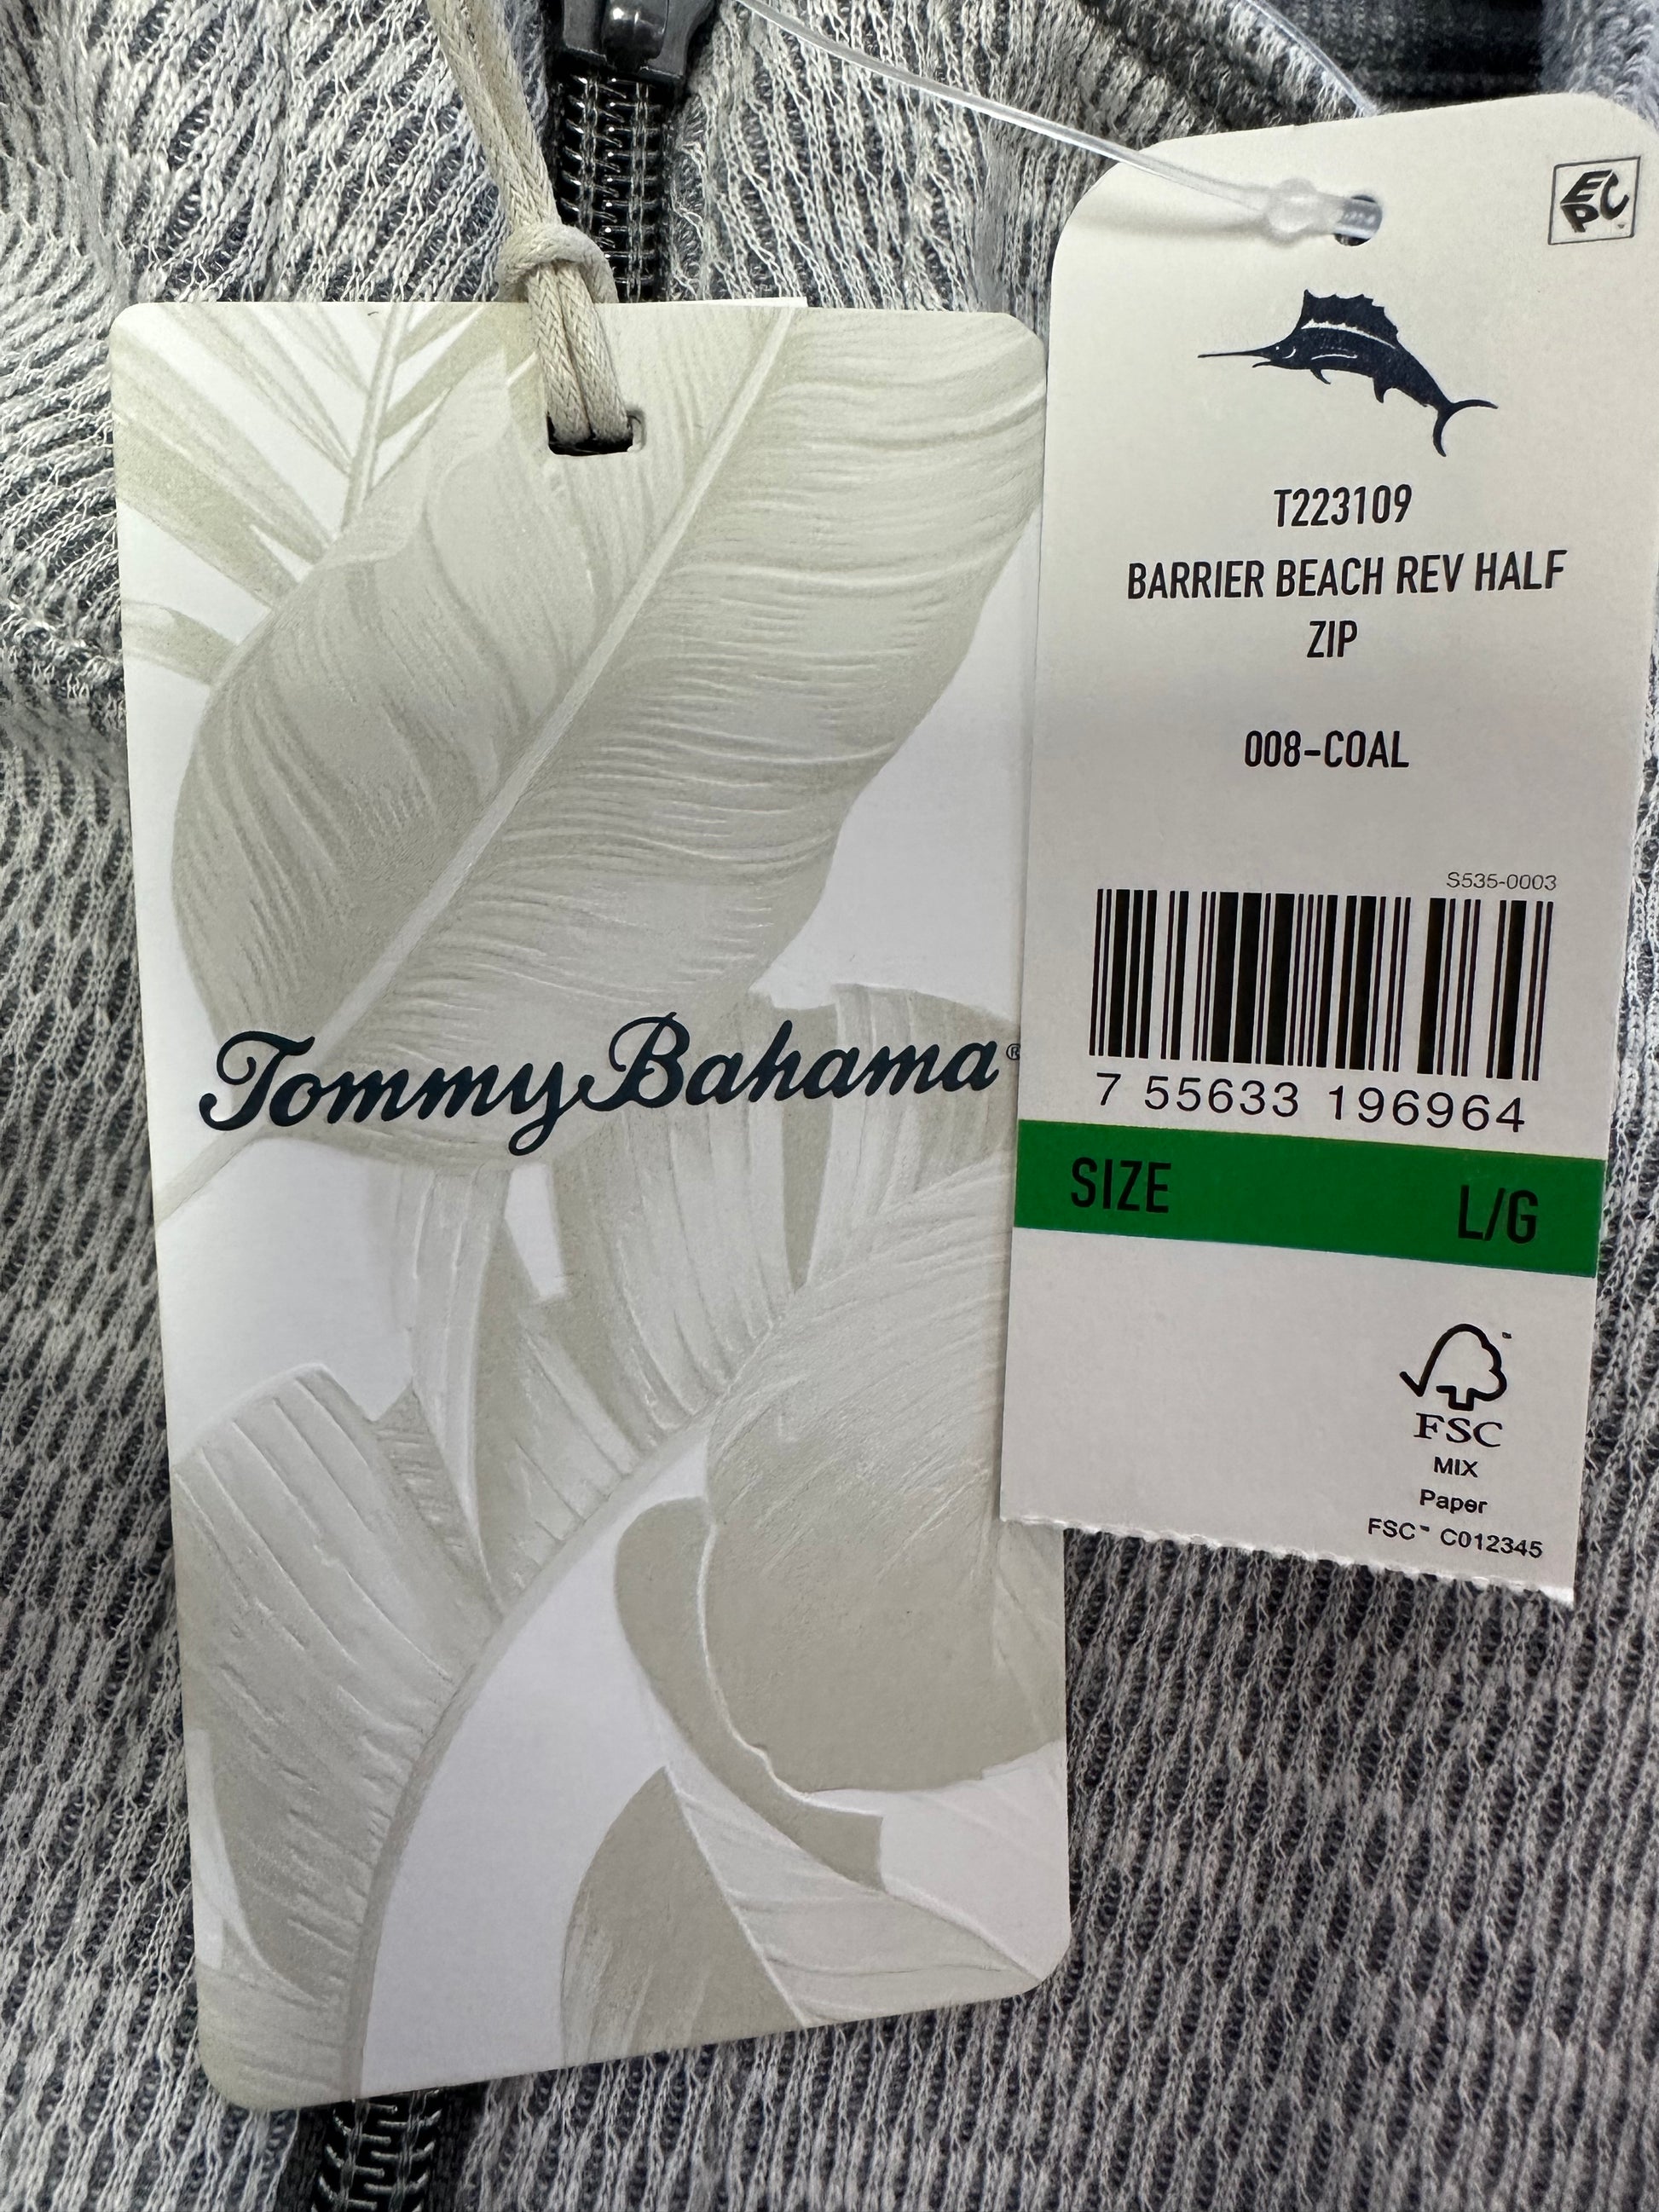 Tommy Bahama®
EPC
T223109
BARRIER BEACH REV HALF
ZIP
008-COAL
S535-0003
7 55633 196964
SIZE L/G
FSC
MIX
Paper
FSC™ C012345